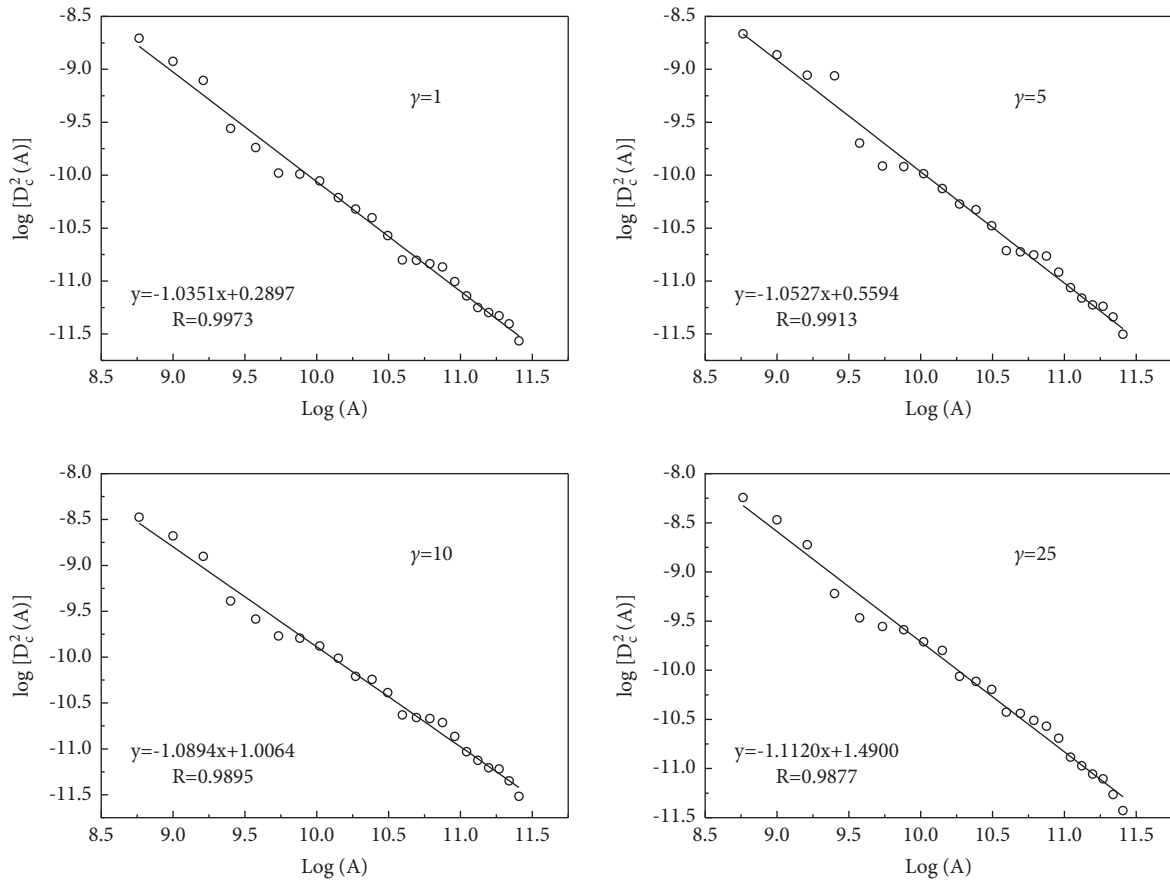 -8.5
-9.0
-9.5
-10.0
-10.5
-11.0
-11.5
log [D_c^2 (A)]
γ=1
y=-1.0351x+0.2897
R=0.9973
8.5 9.0 9.5 10.0 10.5 11.0 11.5
Log (A)
-8.5
-9.0
-9.5
-10.0
-10.5
-11.0
-11.5
log [D_c^2 (A)]
γ=5
y=-1.0527x+0.5594
R=0.9913
8.5 9.0 9.5 10.0 10.5 11.0 11.5
Log (A)
-8.0
-8.5
-9.0
-9.5
-10.0
-10.5
-11.0
-11.5
log [D_c^2 (A)]
γ=10
y=-1.0894x+1.0064
R=0.9895
8.5 9.0 9.5 10.0 10.5 11.0 11.5
Log (A)
-8.0
-8.5
-9.0
-9.5
-10.0
-10.5
-11.0
-11.5
log [D_c^2 (A)]
γ=25
y=-1.1120x+1.4900
R=0.9877
8.5 9.0 9.5 10.0 10.5 11.0 11.5
Log (A)